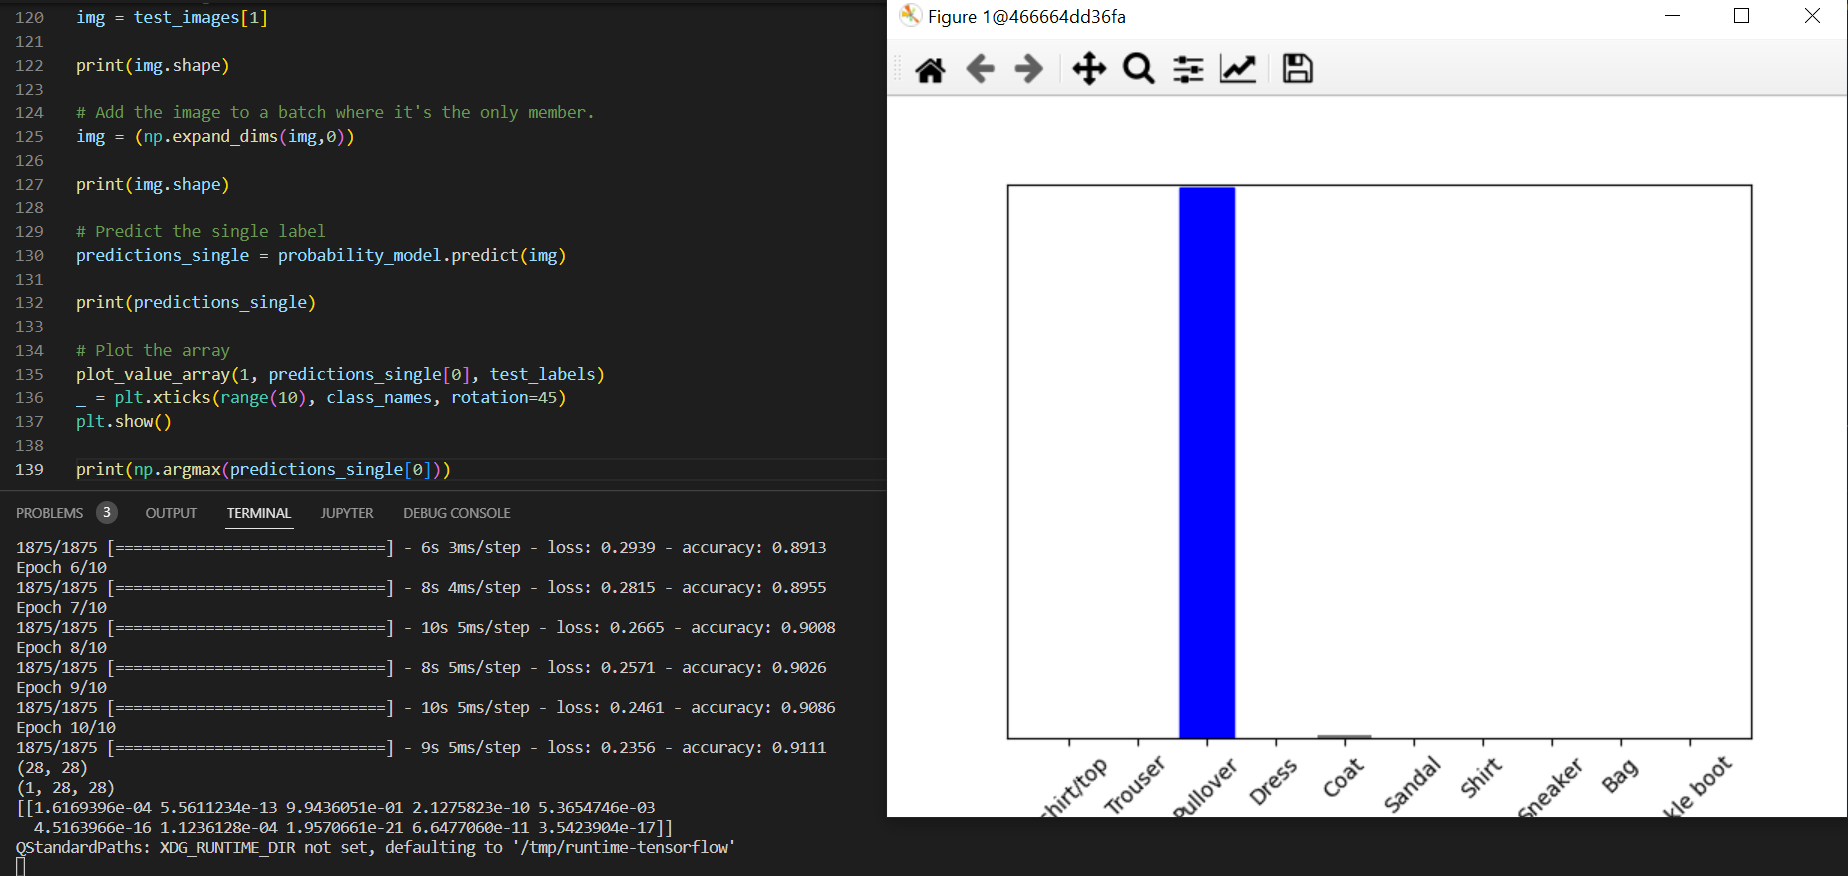 120 img = test_images[1]
121
122 print(img.shape)
123
124 # Add the image to a batch where it's the only member.
125 img = (np.expand_dims(img,0))
126
127 print(img.shape)
128
129 # Predict the single label
130 predictions_single = probability_model.predict(img)
131
132 print(predictions_single)
133
134 # Plot the array
135 plot_value_array(1, predictions_single[0], test_labels)
136 _ = plt.xticks(range(10), class_names, rotation=45)
137 plt.show()
138
139 print(np.argmax(predictions_single[0]))
PROBLEMS 3 OUTPUT TERMINAL JUPYTER DEBUG CONSOLE
1875/1875 [==============================] - 6s 3ms/step - loss: 0.2939 - accuracy: 0.8913
Epoch 6/10
1875/1875 [==============================] - 8s 4ms/step - loss: 0.2815 - accuracy: 0.8955
Epoch 7/10
1875/1875 [==============================] - 10s 5ms/step - loss: 0.2665 - accuracy: 0.9008
Epoch 8/10
1875/1875 [==============================] - 8s 5ms/step - loss: 0.2571 - accuracy: 0.9026
Epoch 9/10
1875/1875 [==============================] - 10s 5ms/step - loss: 0.2461 - accuracy: 0.9086
Epoch 10/10
1875/1875 [==============================] - 9s 5ms/step - loss: 0.2356 - accuracy: 0.9111
(28, 28)
(1, 28, 28)
[[1.6169396e-04 5.5611234e-13 9.9436051e-01 2.1275823e-10 5.3654746e-03
4.5163966e-16 1.1236128e-04 1.9570661e-21 6.6477060e-11 3.5423904e-17]]
QStandardPaths: XDG_RUNTIME_DIR not set, defaulting to '/tmp/runtime-tensorflow'
Figure 1@466664dd36fa
shirt/top
Trouser
Pullover
Dress
Coat
Sandal
Shirt
Sneaker
Bag
kle boot